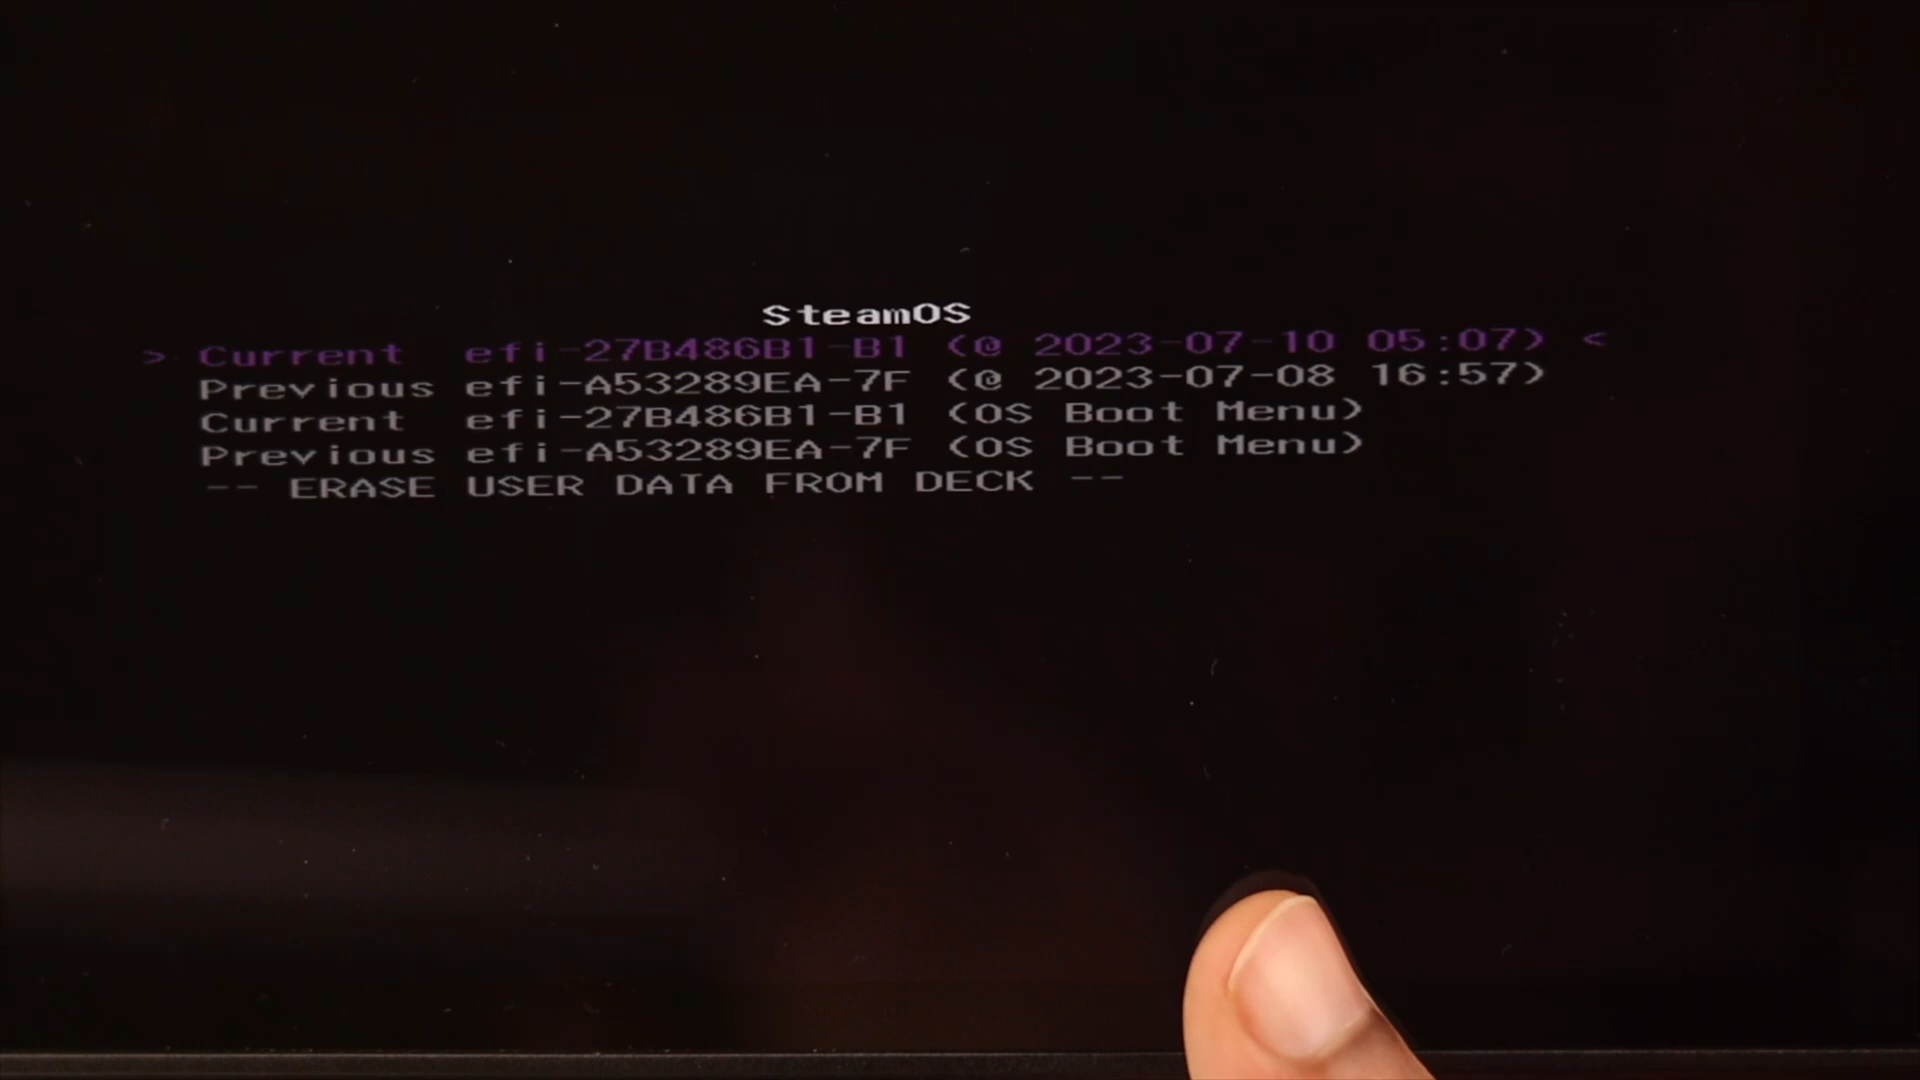 SteamOS
> Current efi-27B486B1-B1 (@ 2023-07-10 05:07) <
Previous efi-A53289EA-7F (@ 2023-07-08 16:57)
Current efi-27B486B1-B1 (OS Boot Menu)
Previous efi-A53289EA-7F (OS Boot Menu)
-- ERASE USER DATA FROM DECK --